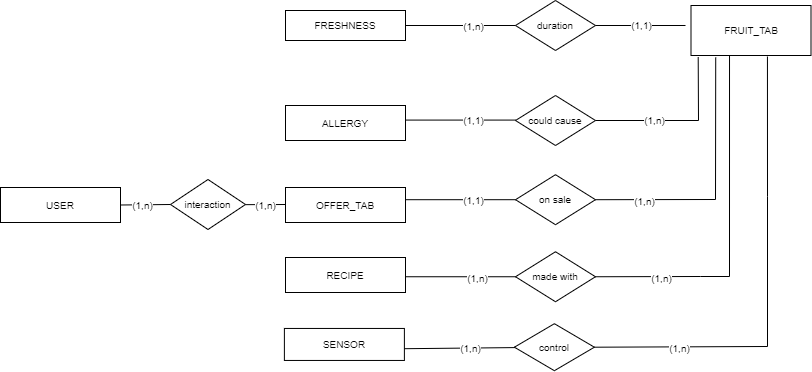 FRESHNESS (1,n) duration (1,1) FRUIT_TAB
ALLERGY (1,1) could cause (1,n)
USER (1,n) interaction (1,n) OFFER_TAB (1,1) on sale (1,n)
RECIPE (1,n) made with (1,n)
SENSOR (1,n) control (1,n)